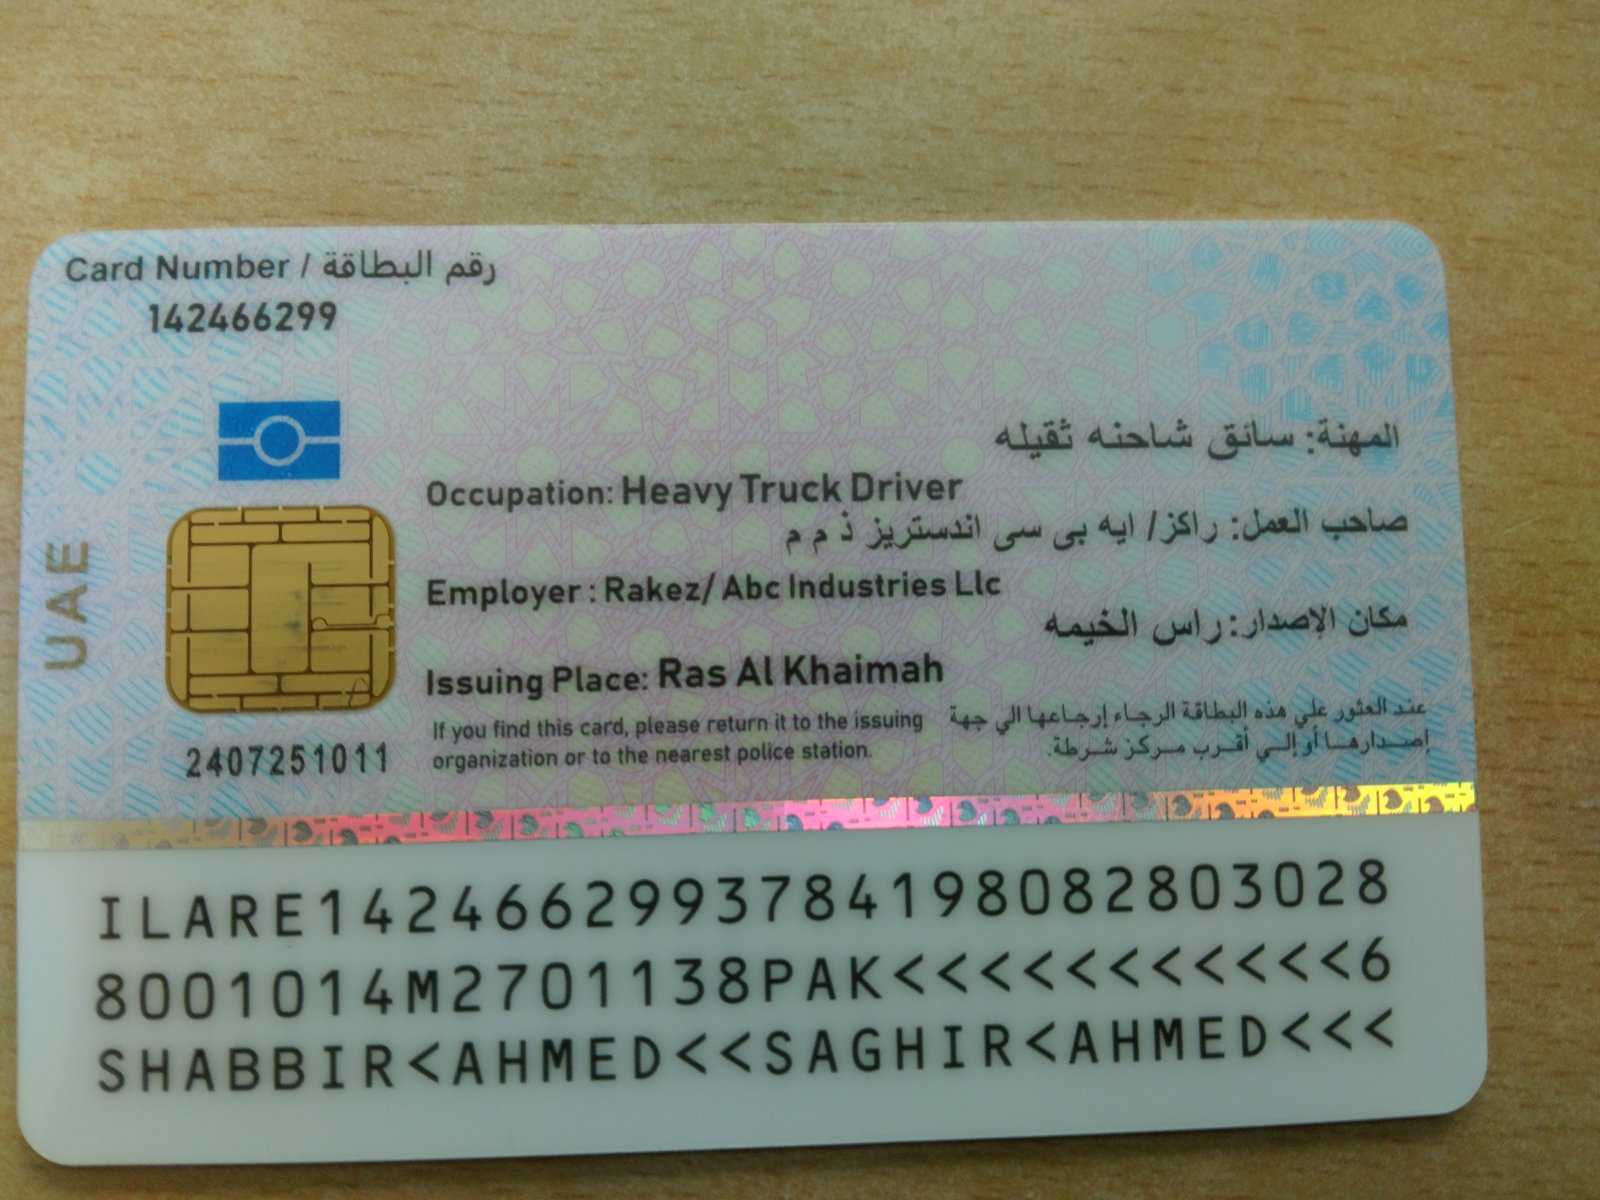 Card Number / رقم البطاقة
142466299
المهنة: سائق شاحنه ثقيله
Occupation: Heavy Truck Driver
صاحب العمل: راكز/ ايه بى سى اندستريز ذ م م
Employer : Rakez/ Abc Industries Llc
مكان الإصدار: راس الخيمه
Issuing Place: Ras Al Khaimah
If you find this card, please return it to the issuing
organization or to the nearest police station.
عند العثور علي هذه البطاقة الرجاء إرجاعها الي جهة
إصدارها أو إلي أقرب مركز شرطة.
UAE
2407251011
ILARE1424662993784198082803028
8001014M2701138PAK<<<<<<<<<<<6
SHABBIR<AHMED<<SAGHIR<AHMED<<<